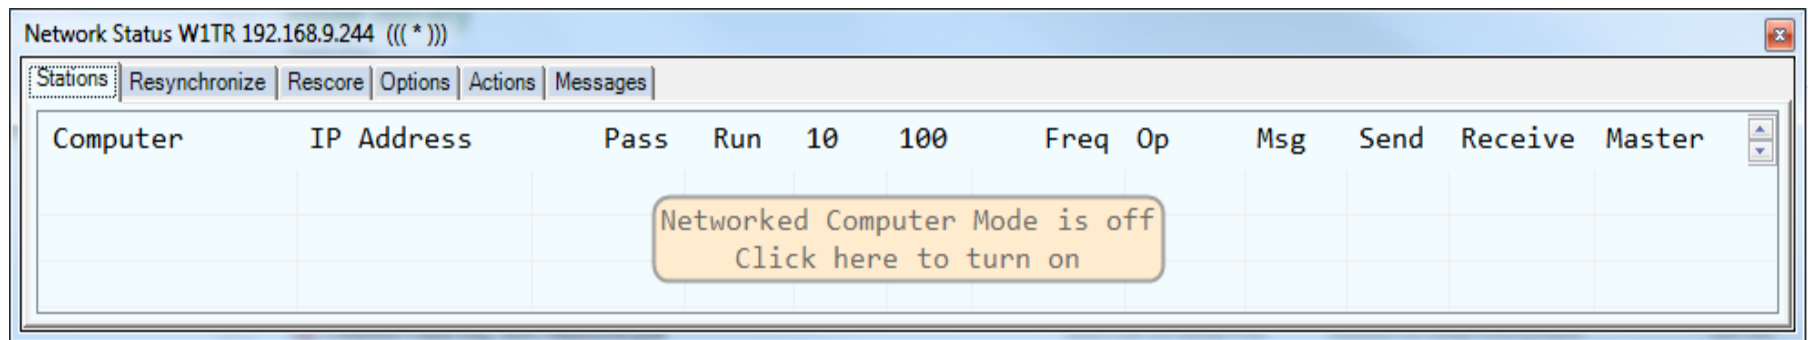 Network Status W1TR 192.168.9.244 ((( * )))
Stations Resynchronize Rescore Options Actions Messages
Computer IP Address Pass Run 10 100 Freq Op Msg Send Receive Master
Networked Computer Mode is off
Click here to turn on